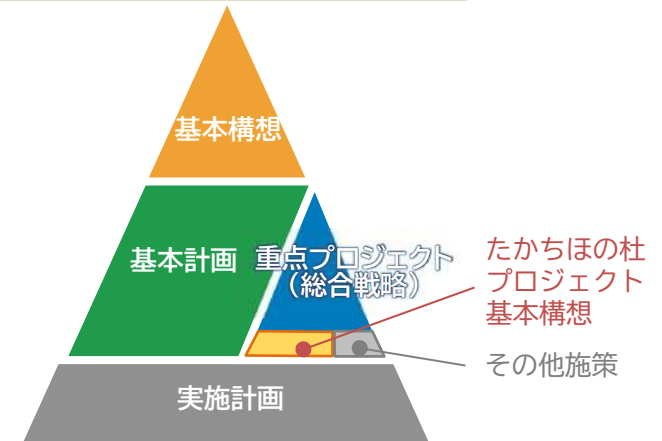 基本構想
基本計画
重点プロジェクト
（総合戦略）
たかちほの杜
プロジェクト
基本構想
その他施策
実施計画